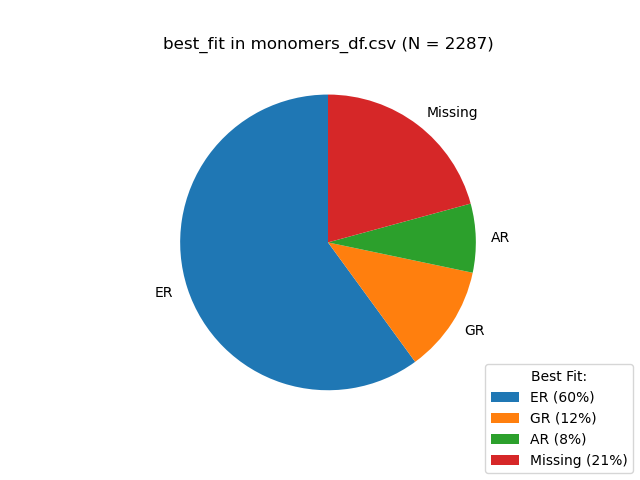 best_fit in monomers_df.csv (N = 2287)
Missing
AR
ER
GR
Best Fit:
ER (60%)
GR (12%)
AR (8%)
Missing (21%)